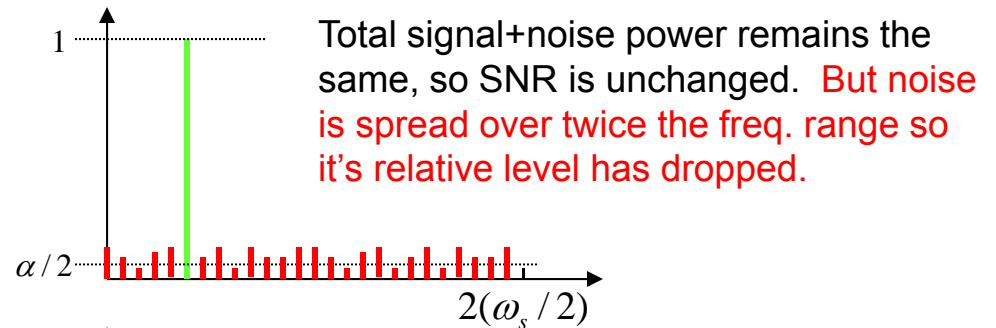 1
Total signal+noise power remains the
same, so SNR is unchanged. But noise
is spread over twice the freq. range so
it's relative level has dropped.
α / 2
2(ω_s / 2)